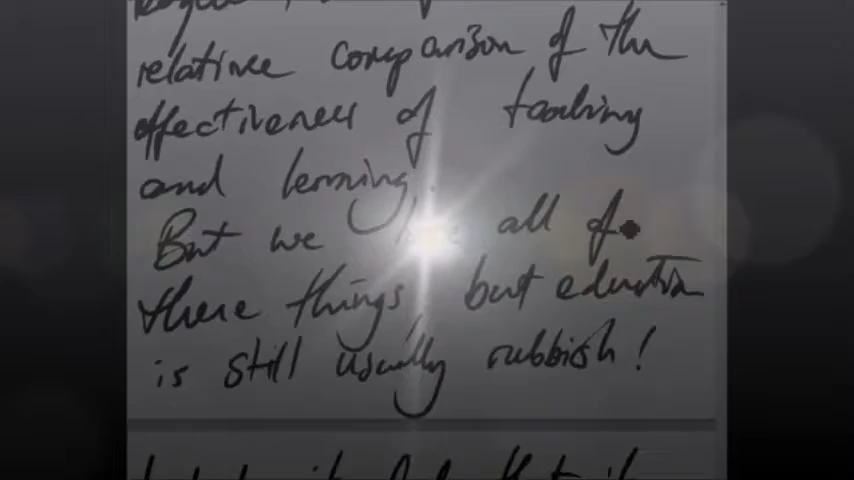 relative comparison of the
effectiveness of teaching
and learning.
But we all of
these things, but education
is still usually rubbish!